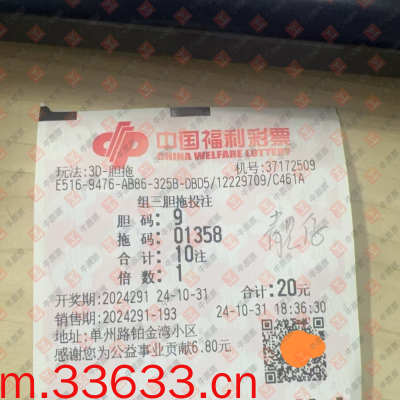 中国福利彩票
CHINA WELFARE LOTTERY
玩法:3D-胆拖 机号:37172509
E516-9476-AB86-325B-DBD5/12229709/C461A
组三胆拖投注
胆码:9
拖码:01358
合计:10注
倍数:1
开奖期:2024291 24-10-31 合计:20元
销售期:2024291-193 24-10-31 18:36:30
地址:单州路铂金湾小区
感谢您为公益事业贡献6.80元
m.33633.cn